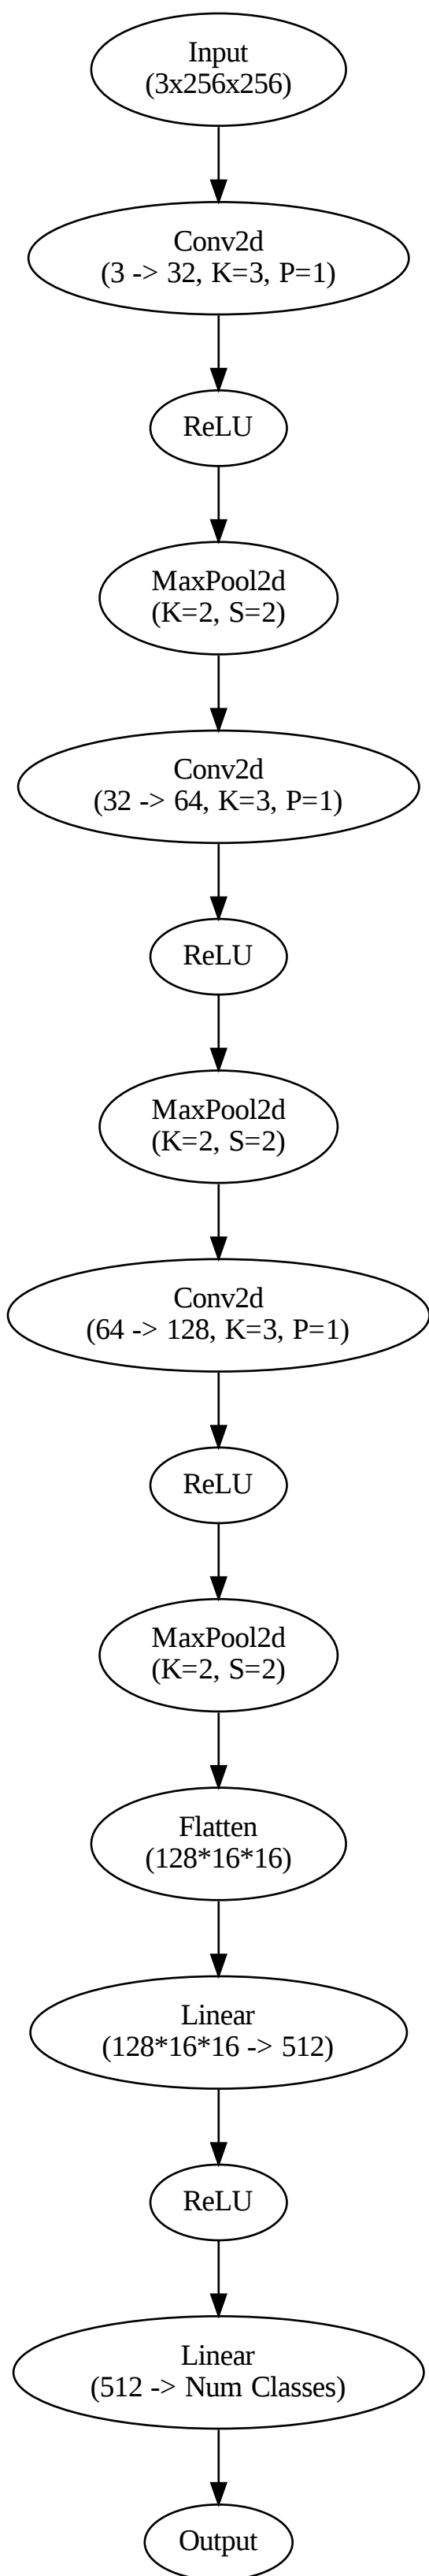 Input
(3x256x256)
Conv2d
(3 -> 32, K=3, P=1)
ReLU
MaxPool2d
(K=2, S=2)
Conv2d
(32 -> 64, K=3, P=1)
ReLU
MaxPool2d
(K=2, S=2)
Conv2d
(64 -> 128, K=3, P=1)
ReLU
MaxPool2d
(K=2, S=2)
Flatten
(128*16*16)
Linear
(128*16*16 -> 512)
ReLU
Linear
(512 -> Num Classes)
Output